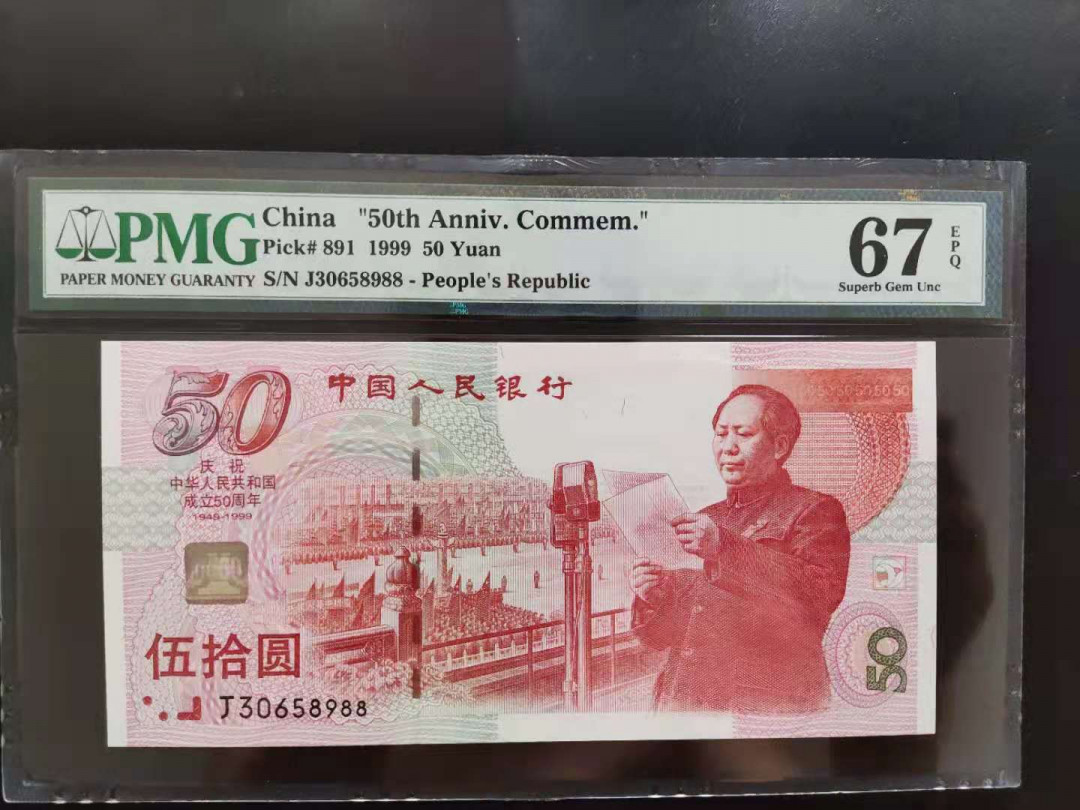 PMG
PAPER MONEY GUARANTY
China "50th Anniv. Commem."
Pick# 891 1999 50 Yuan
S/N J30658988 - People's Republic
67
EPQ
Superb Gem Unc
50
中国人民银行
庆祝
中华人民共和国
成立50周年
1949-1999
伍拾圆
J30658988
50